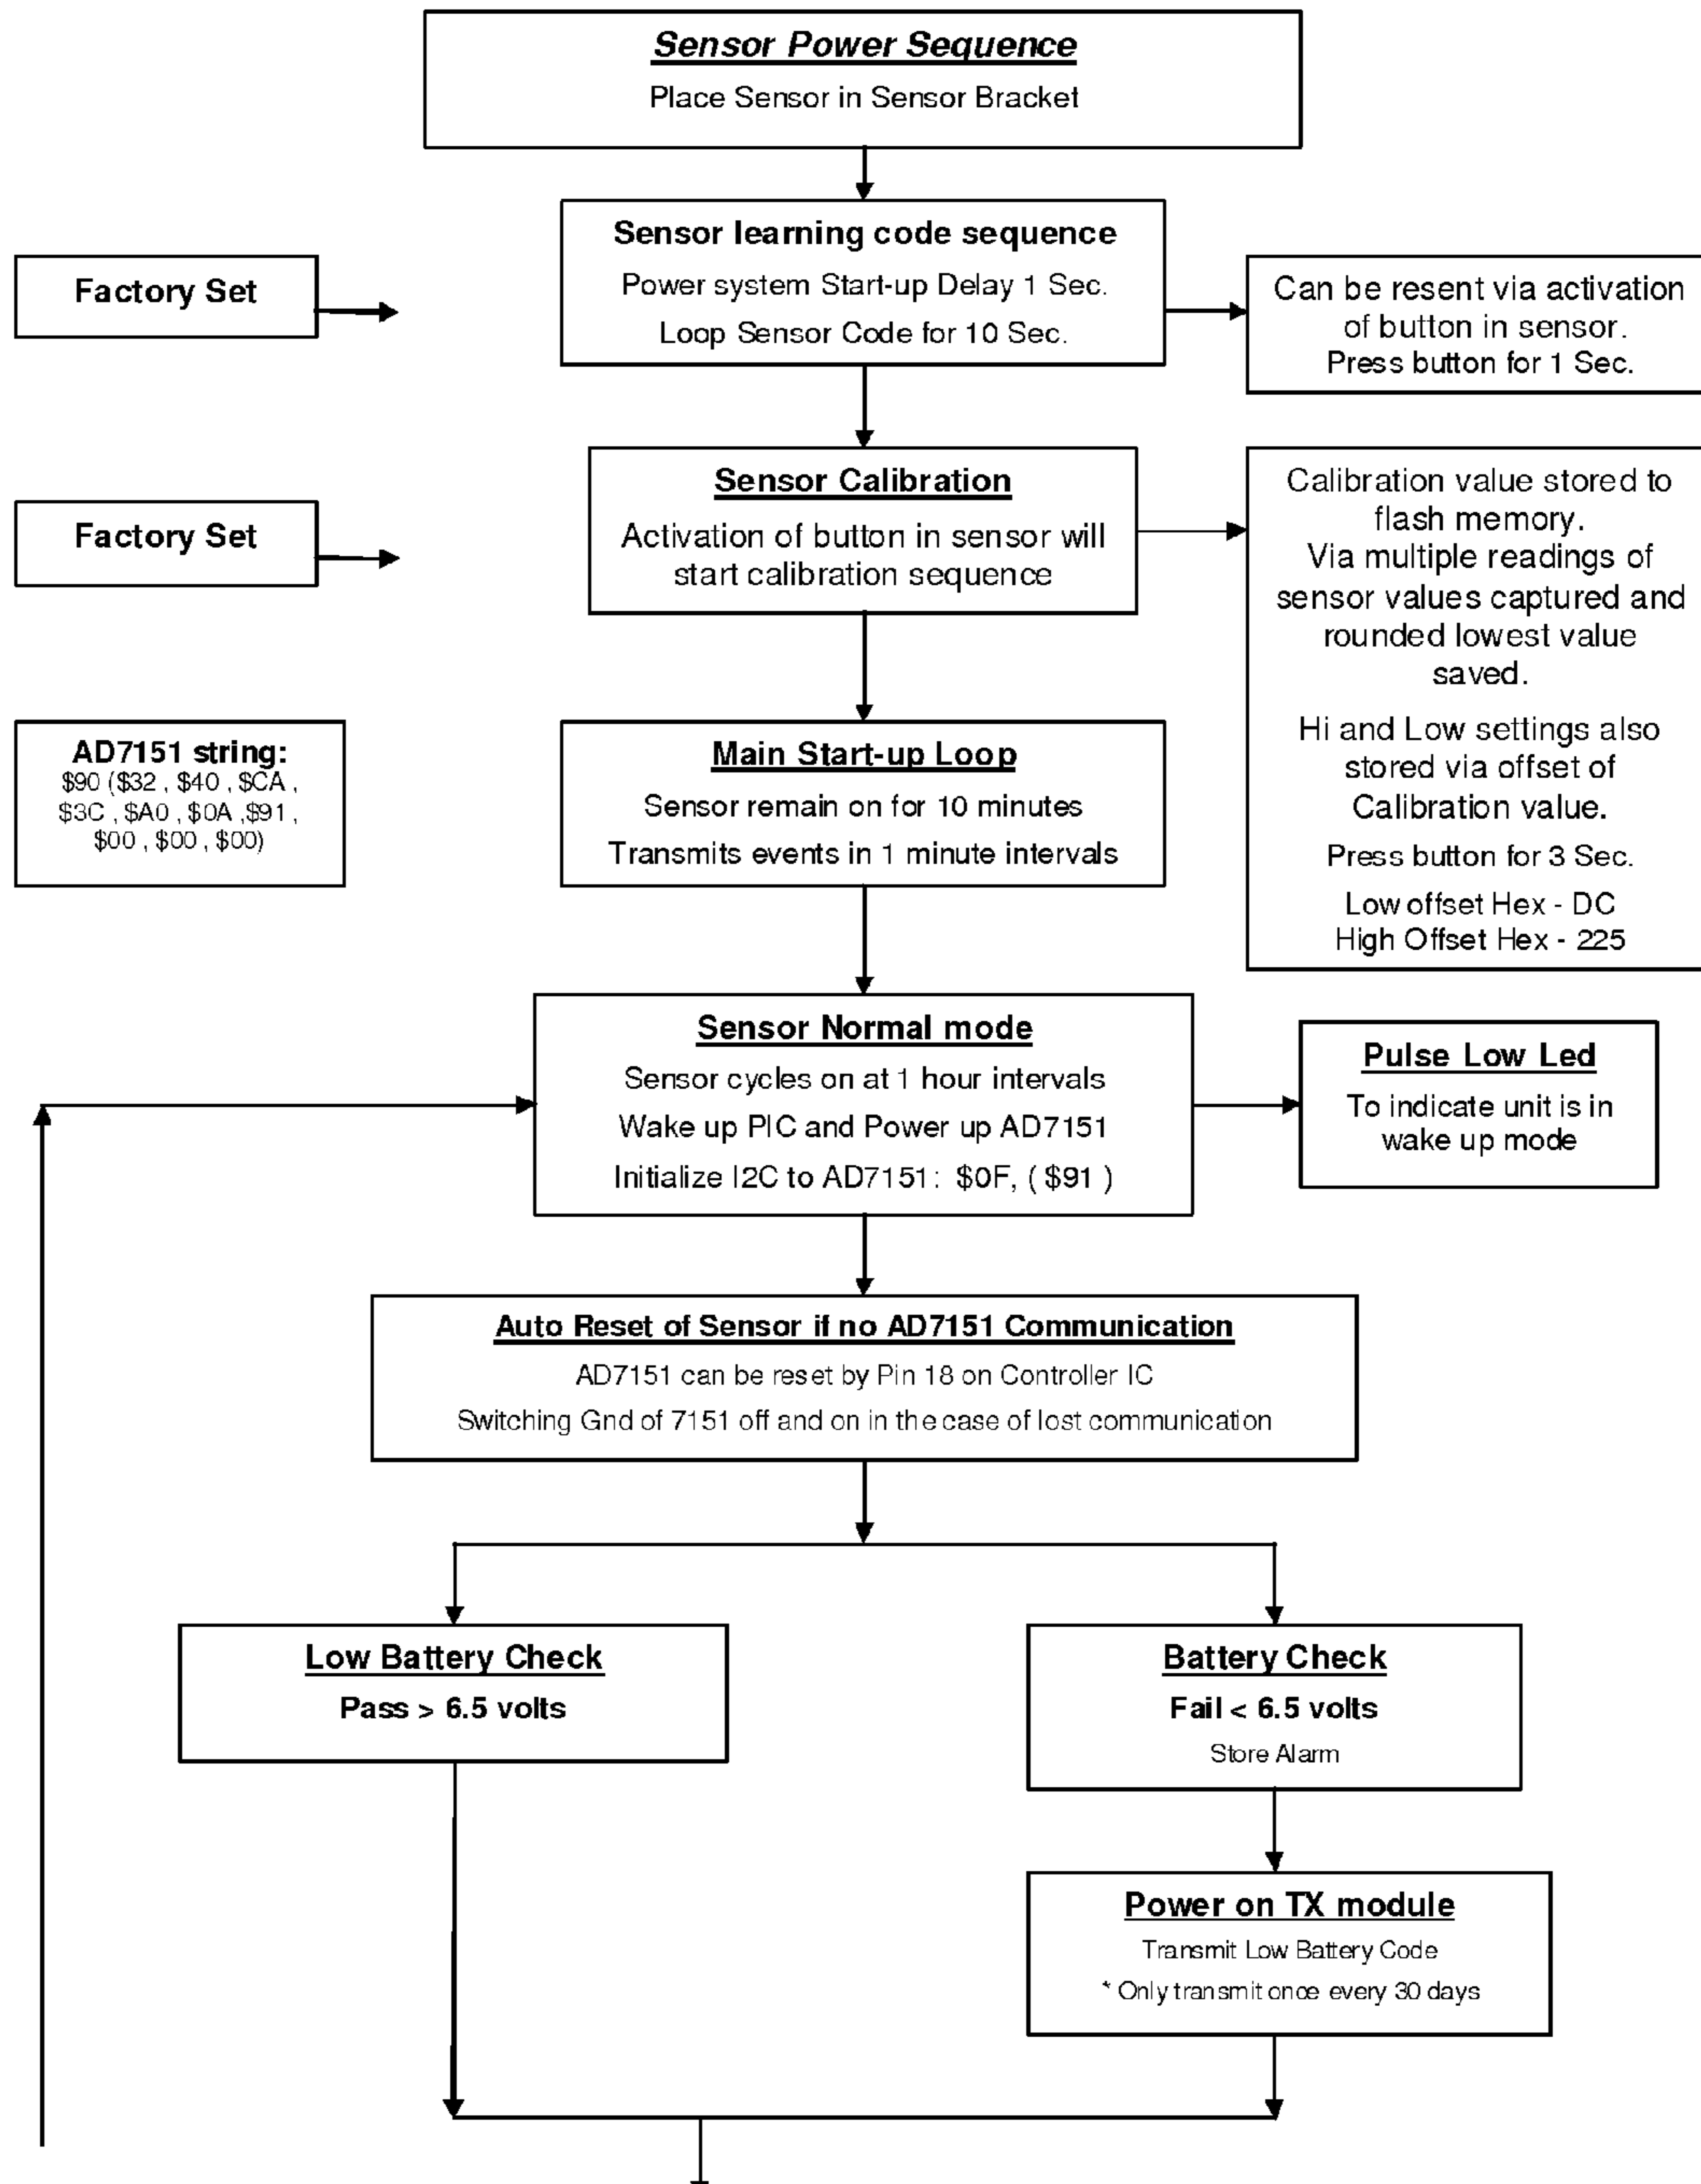 Sensor Power Sequence
Place Sensor in Sensor Bracket
Sensor learning code sequence
Power system Start-up Delay 1 Sec.
Loop Sensor Code for 10 Sec.
Factory Set
Can be resent via activation
of button in sensor.
Press button for 1 Sec.
Sensor Calibration
Activation of button in sensor will
start calibration sequence
Factory Set
Calibration value stored to
flash memory.
Via multiple readings of
sensor values captured and
rounded lowest value
saved.
Hi and Low settings also
stored via offset of
Calibration value.
Press button for 3 Sec.
Low offset Hex - DC
High Offset Hex - 225
AD7151 string:
$90 ($32 , $40 , $CA ,
$3C , $A0 , $0A ,$91 ,
$00 , $00 , $00)
Main Start-up Loop
Sensor remain on for 10 minutes
Transmits events in 1 minute intervals
Sensor Normal mode
Sensor cycles on at 1 hour intervals
Wake up PIC and Power up AD7151
Initialize I2C to AD7151: $0F, ( $91 )
Pulse Low Led
To indicate unit is in
wake up mode
Auto Reset of Sensor if no AD7151 Communication
AD7151 can be reset by Pin 18 on Controller IC
Switching Gnd of 7151 off and on in the case of lost communication
Low Battery Check
Pass > 6.5 volts
Battery Check
Fail < 6.5 volts
Store Alarm
Power on TX module
Transmit Low Battery Code
* Only transmit once every 30 days